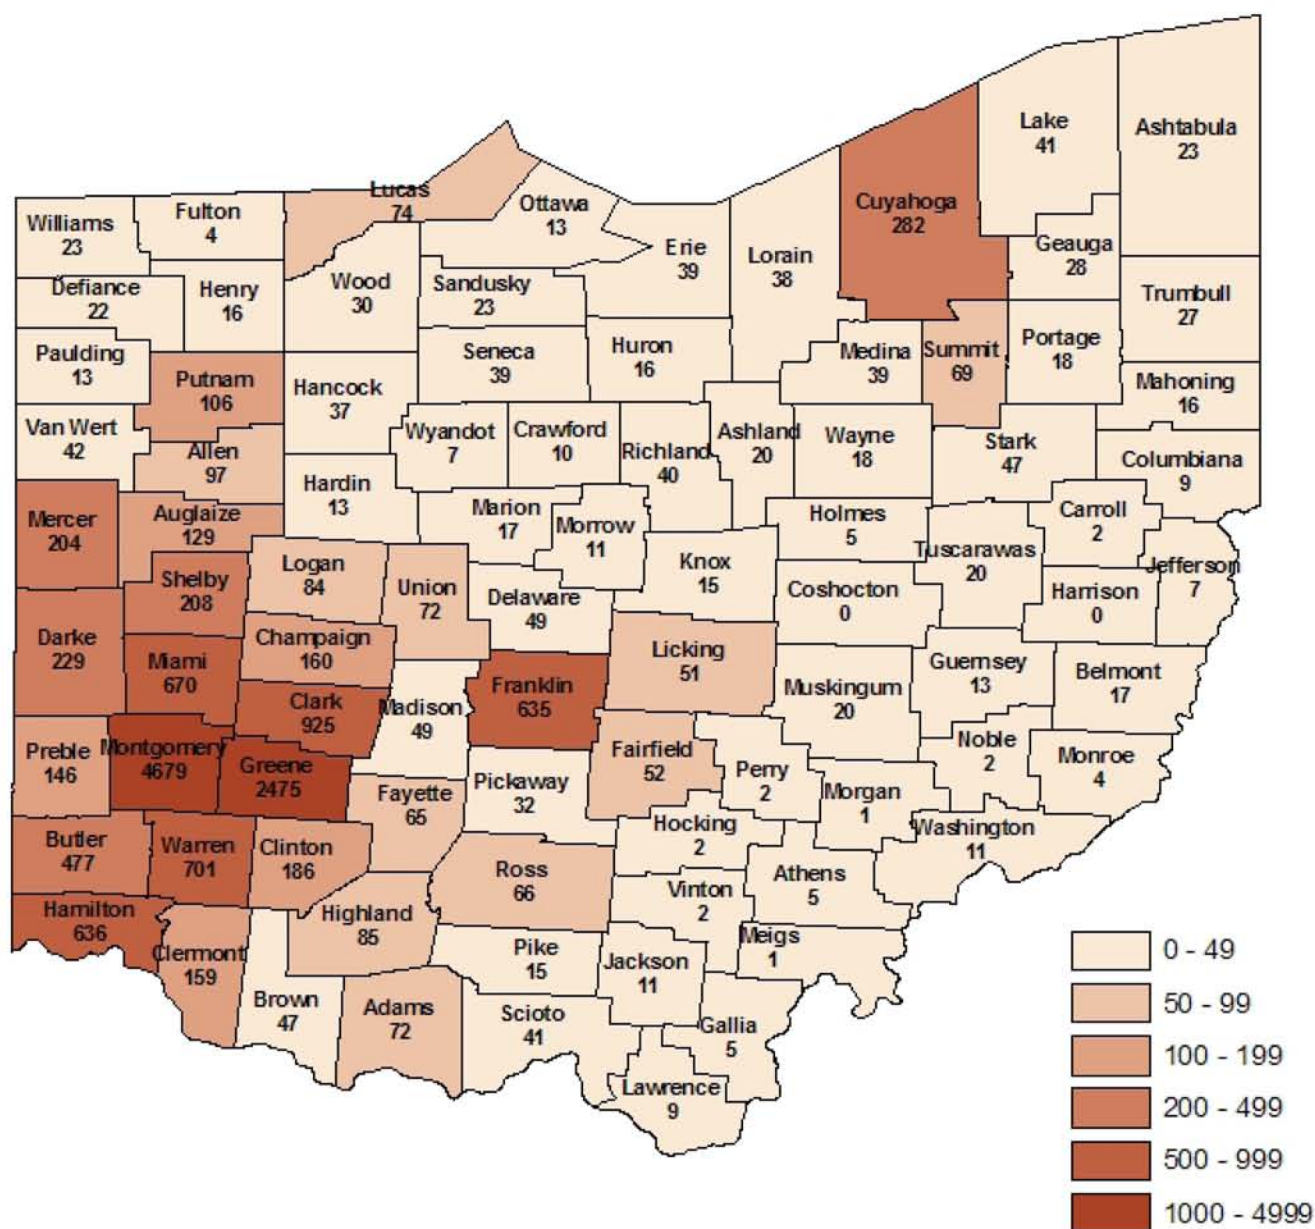 Lake
41
Ashtabula
23
Cuyahoga
282
Geauga
28
Lucas
74
Ottawa
13
Williams
23
Fulton
4
Erie
39
Lorain
38
Wood
30
Sandusky
23
Defiance
22
Henry
16
Trumbull
27
Paulding
13
Putnam
106
Hancock
37
Seneca
39
Huron
16
Medina
39
Summit
69
Portage
18
Mahoning
16
Van Wert
42
Allen
97
Wyandot
7
Crawford
10
Richland
40
Ashland
20
Wayne
18
Stark
47
Columbiana
9
Hardin
13
Mercer
204
Auglaize
129
Marion
17
Morrow
11
Holmes
5
Carroll
2
Tuscarawas
20
Jefferson
7
Logan
84
Shelby
208
Union
72
Delaware
49
Knox
15
Coshocton
0
Harrison
0
Darke
229
Miami
670
Champaign
160
Licking
51
Guernsey
13
Belmont
17
Franklin
635
Clark
925
Madison
49
Muskingum
20
Noble
2
Monroe
4
Preble
146
Montgomery
4679
Greene
2475
Fairfield
52
Perry
2
Morgan
1
Pickaway
32
Fayette
65
Hocking
2
Washington
11
Butler
477
Warren
701
Clinton
186
Ross
66
Vinton
2
Athens
5
Hamilton
636
Highland
85
Clermont
159
Pike
15
Jackson
11
Meigs
1
Brown
47
Adams
72
Scioto
41
Gallia
5
Lawrence
9
0 - 49
50 - 99
100 - 199
200 - 499
500 - 999
1000 - 4999